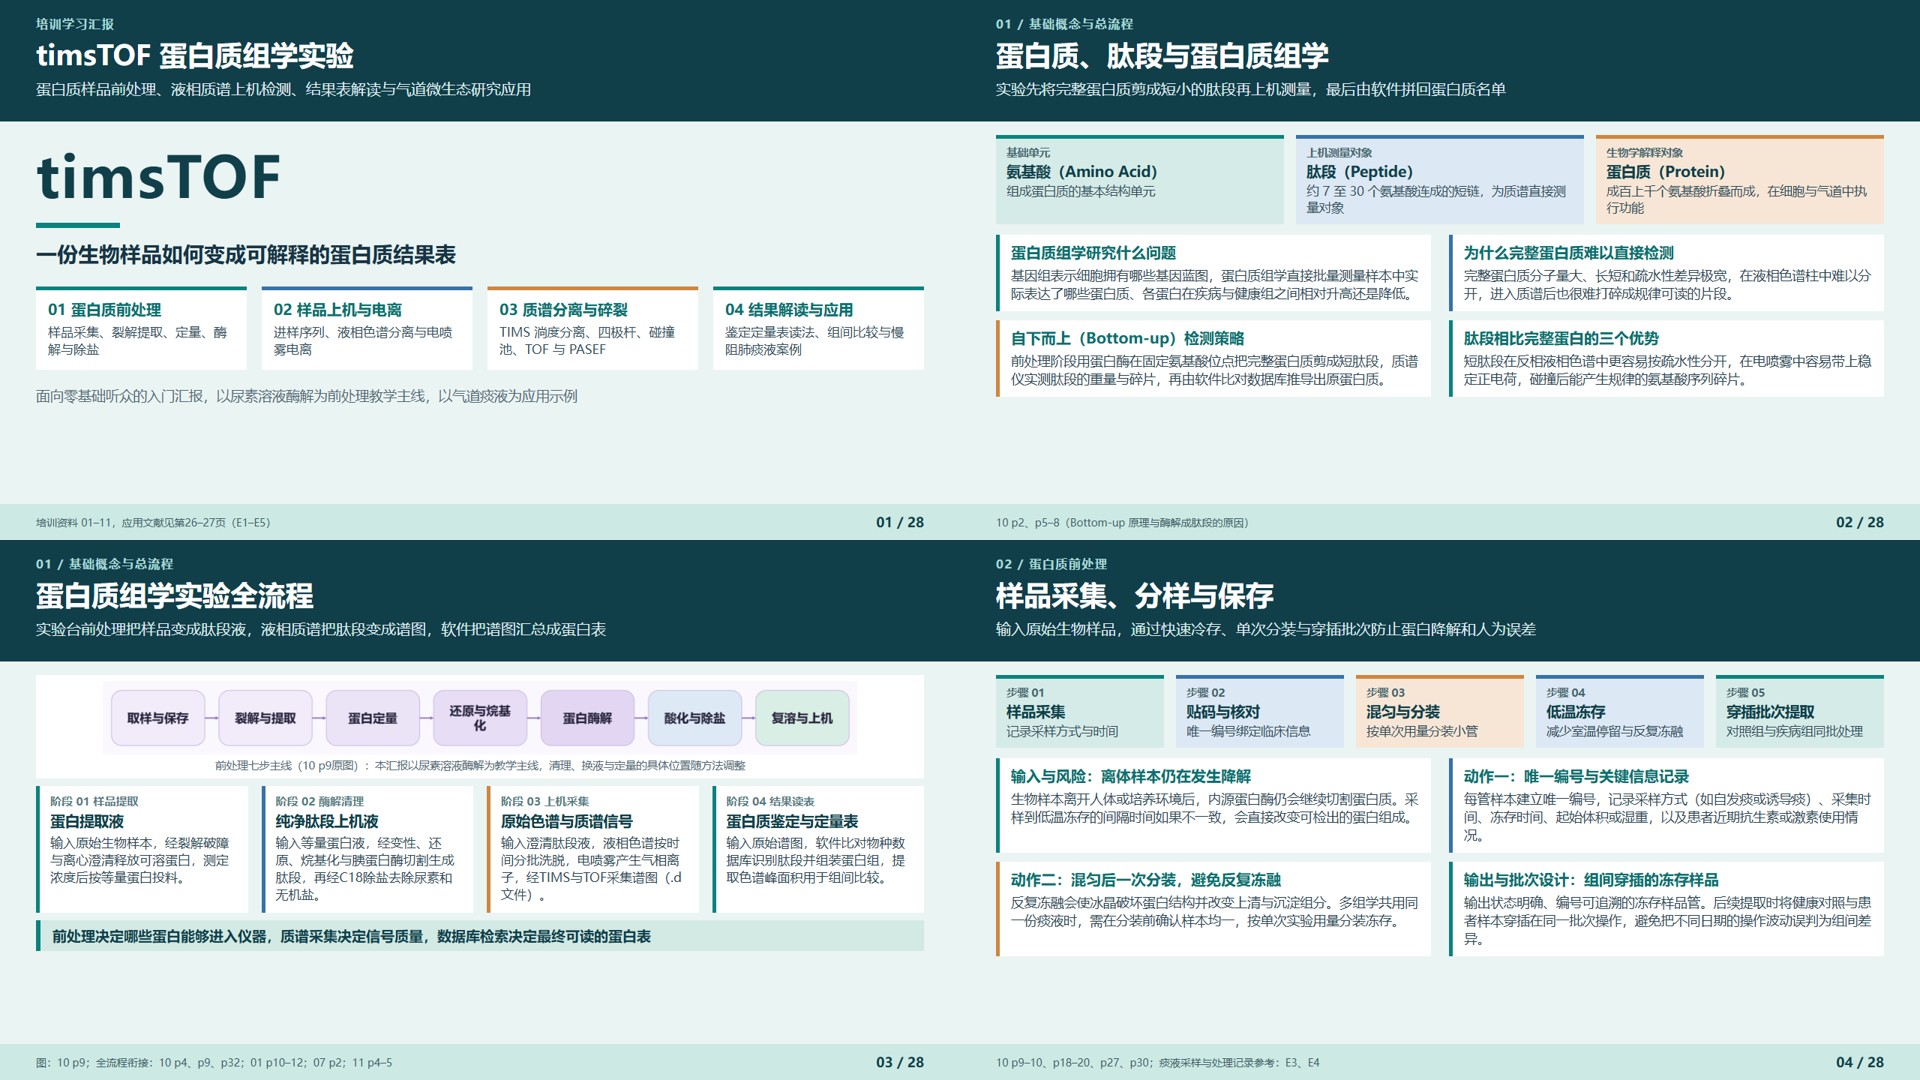 培训学习汇报
timsTOF 蛋白质组学实验
蛋白质样品前处理、液相质谱上机检测、结果表解读与气道微生态研究应用
timsTOF
一份生物样品如何变成可解释的蛋白质结果表
01 蛋白质前处理
样品采集、裂解提取、定量、酶
解与除盐
02 样品上机与电离
进样序列、液相色谱分离与电喷
雾电离
03 质谱分离与碎裂
TIMS 淌度分离、四极杆、碰撞
池、TOF 与 PASEF
04 结果解读与应用
鉴定定量表读法、组间比较与慢
阻肺痰液案例
面向零基础听众的入门汇报，以尿素溶液酶解为前处理教学主线，以气道痰液为应用示例
培训资料 01–11，应用文献见第26–27页（E1–E5）
01 / 28
01 / 基础概念与总流程
蛋白质、肽段与蛋白质组学
实验先将完整蛋白质剪成短小的肽段再上机测量，最后由软件拼回蛋白质名单
基础单元
氨基酸（Amino Acid）
组成蛋白质的基本结构单元
上机测量对象
肽段（Peptide）
约 7 至 30 个氨基酸连成的短链，为质谱直接测
量对象
生物学解释对象
蛋白质（Protein）
成百上千个氨基酸折叠而成，在细胞与气道中执
行功能
蛋白质组学研究什么问题
基因组表示细胞拥有哪些基因蓝图，蛋白质组学直接批量测量样本中实
际表达了哪些蛋白质、各蛋白在疾病与健康组之间相对升高还是降低。
为什么完整蛋白质难以直接检测
完整蛋白质分子量大、长短和疏水性差异极宽，在液相色谱柱中难以分
开，进入质谱后也很难打碎成规律可读的片段。
自下而上（Bottom-up）检测策略
前处理阶段用蛋白酶在固定氨基酸位点把完整蛋白质剪成短肽段，质谱
仪实测肽段的重量与碎片，再由软件比对数据库推导出原蛋白质。
肽段相比完整蛋白的三个优势
短肽段在反相液相色谱中更容易按疏水性分开，在电喷雾中容易带上稳
定正电荷，碰撞后能产生规律的氨基酸序列碎片。
10 p2、p5–8（Bottom-up 原理与酶解成肽段的原因）
02 / 28
01 / 基础概念与总流程
蛋白质组学实验全流程
实验台前处理把样品变成肽段液，液相质谱把肽段变成谱图，软件把谱图汇总成蛋白表
取样与保存
裂解与提取
蛋白定量
还原与烷基
化
蛋白酶解
酸化与除盐
复溶与上机
前处理七步主线（10 p9原图）：本汇报以尿素溶液酶解为教学主线，清理、换液与定量的具体位置随方法调整
阶段 01 样品提取
蛋白提取液
输入原始生物样本，经裂解破障
与离心澄清释放可溶蛋白，测定
浓度后按等量蛋白投料。
阶段 02 酶解清理
纯净肽段上机液
输入等量蛋白液，经变性、还
原、烷基化与胰蛋白酶切割生成
肽段，再经C18除盐去除尿素和
无机盐。
阶段 03 上机采集
原始色谱与质谱信号
输入澄清肽段液，液相色谱按时
间分批洗脱，电喷雾产生气相离
子，经TIMS与TOF采集谱图（.d
文件）。
阶段 04 结果读表
蛋白质鉴定与定量表
输入原始谱图，软件比对物种数
据库识别肽段并组装蛋白组，提
取色谱峰面积用于组间比较。
前处理决定哪些蛋白能够进入仪器，质谱采集决定信号质量，数据库检索决定最终可读的蛋白表
图：10 p9；全流程衔接：10 p4、p9、p32；01 p10–12；07 p2；11 p4–5
03 / 28
02 / 蛋白质前处理
样品采集、分样与保存
输入原始生物样品，通过快速冷存、单次分装与穿插批次防止蛋白降解和人为误差
步骤 01
样品采集
记录采样方式与时间
步骤 02
贴码与核对
唯一编号绑定临床信息
步骤 03
混匀与分装
按单次用量分装小管
步骤 04
低温冻存
减少室温停留与反复冻融
步骤 05
穿插批次提取
对照组与疾病组同批处理
输入与风险：离体样本仍在发生降解
生物样本离开人体或培养环境后，内源蛋白酶仍会继续切割蛋白质。采
样到低温冻存的间隔时间如果不一致，会直接改变可检出的蛋白组成。
动作一：唯一编号与关键信息记录
每管样本建立唯一编号，记录采样方式（如自发痰或诱导痰）、采集时
间、冻存时间、起始体积或湿重，以及患者近期抗生素或激素使用情
况。
动作二：混匀后一次分装，避免反复冻融
反复冻融会使冰晶破坏蛋白结构并改变上清与沉淀组分。多组学共用同
一份痰液时，需在分装前确认样本均一，按单次实验用量分装冻存。
输出与批次设计：组间穿插的冻存样品
输出状态明确、编号可追溯的冻存样品管。后续提取时将健康对照与患
者样本穿插在同一批次操作，避免把不同日期的操作波动误判为组间差
异。
10 p9–10、p18–20、p27、p30；痰液采样与处理记录参考：E3、E4
04 / 28